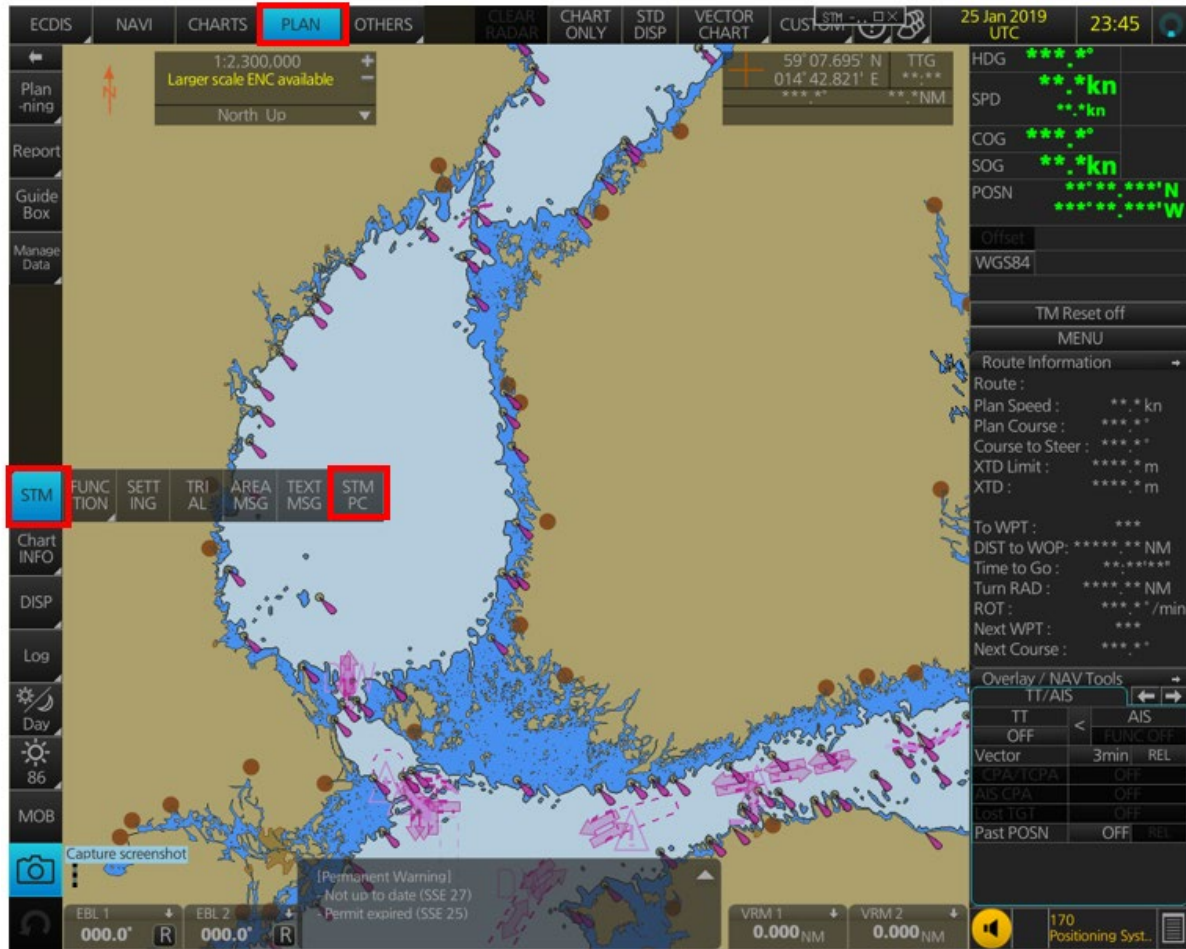 ECDIS
NAVI
CHARTS
PLAN
OTHERS
CLEAR
RADAR
CHART
ONLY
STD
DISP
VECTOR
CHART
CUSTOM
STM -
25 Jan 2019
UTC
23:45
Plan
-ning
Report
Guide
Box
Manage
Data
STM
FUNC
TION
SETT
ING
TRI
AL
AREA
MSG
TEXT
MSG
STM
PC
Chart
INFO
DISP
Log
Day
86
MOB
Capture screenshot
N
1:2,300,000
+
Larger scale ENC available
−
North Up
59°07.695' N
TTG
014°42.821' E
**:**
***.*°
**.*NM
DW
DW
[Permanent Warning]
- Not up to date (SSE 27)
- Permit expired (SSE 25)
EBL 1
000.0°
R
EBL 2
000.0°
R
VRM 1
0.000 NM
VRM 2
0.000 NM
HDG ***.*°
SPD **.*kn
**.*kn
COG ***.*°
SOG **.*kn
POSN **°**.***'N
***°**.***'W
Offset
WGS84
TM Reset off
MENU
Route Information
Route :
Plan Speed : **.* kn
Plan Course : ***.*°
Course to Steer : ***.*°
XTD Limit : ****.* m
XTD : ****.* m
To WPT : ***
DIST to WOP: *****.** NM
Time to Go : **:**'**"
Turn RAD : ****.** NM
ROT : ***.*°/min
Next WPT : ***
Next Course : ***.*°
Overlay / NAV Tools
TT/AIS
TT
<
AIS
OFF
FUNC OFF
Vector 3min REL
CPA/TCPA OFF
AIS CPA OFF
Lost TGT OFF
Past POSN OFF REL
170
Positioning Syst..